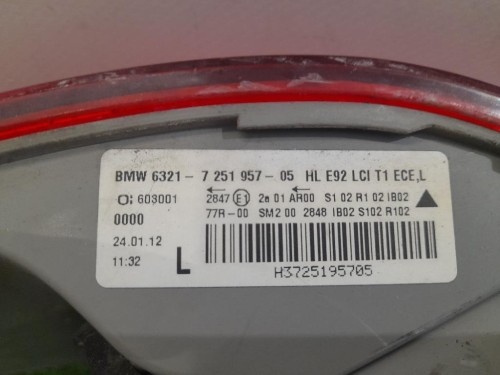 BMW 6321- 7 251 957- 05 HL E92 LCI T1 ECE,L
603001 2847 E1 2a 01 AR00 S1 02 R1 02 IB02
0000 77R-00 SM2 00 2848 IB02 S102 R102
24.01.12
11:32 L
H3725195705